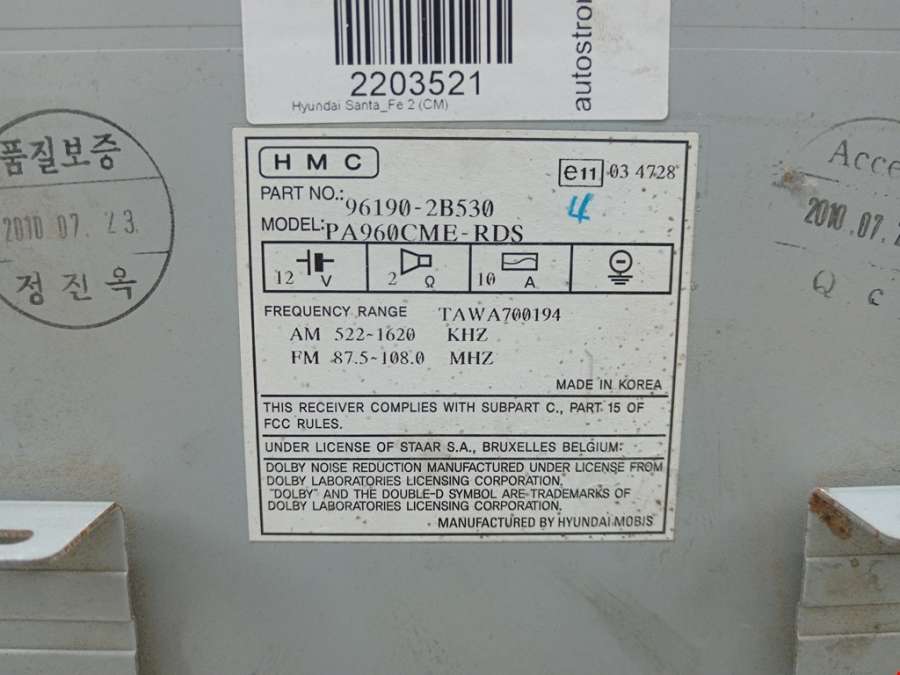 2203521
Hyundai Santa_Fe 2 (CM)
품질보증
2010.07.23.
정진옥
HMC
e11 03 4728
PART NO.: 96190-2B530
4
MODEL: PA960CME-RDS
12 V
2 Ω
10 A
FREQUENCY RANGE TAWA700194
AM 522-1620 KHZ
FM 87.5~108.0 MHZ
MADE IN KOREA
THIS RECEIVER COMPLIES WITH SUBPART C., PART 15 OF
FCC RULES.
UNDER LICENSE OF STAAR S.A., BRUXELLES BELGIUM.
DOLBY NOISE REDUCTION MANUFACTURED UNDER LICENSE FROM
DOLBY LABORATORIES LICENSING CORPORATION,
"DOLBY" AND THE DOUBLE-D SYMBOL ARE TRADEMARKS OF
DOLBY LABORATORIES LICENSING CORPORATION.
MANUFACTURED BY HYUNDAI MOBIS
2010.07.
Q C